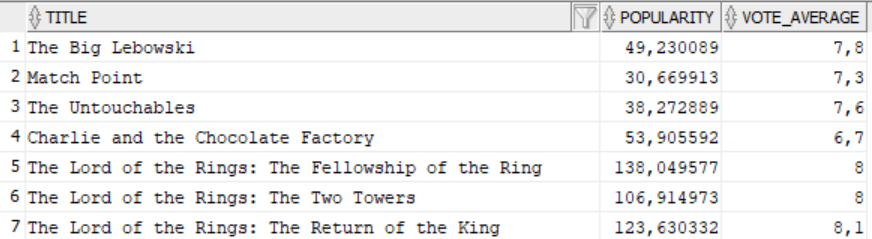 TITLE POPULARITY VOTE_AVERAGE
1 The Big Lebowski 49,230089 7,8
2 Match Point 30,669913 7,3
3 The Untouchables 38,272889 7,6
4 Charlie and the Chocolate Factory 53,905592 6,7
5 The Lord of the Rings: The Fellowship of the Ring 138,049577 8
6 The Lord of the Rings: The Two Towers 106,914973 8
7 The Lord of the Rings: The Return of the King 123,630332 8,1